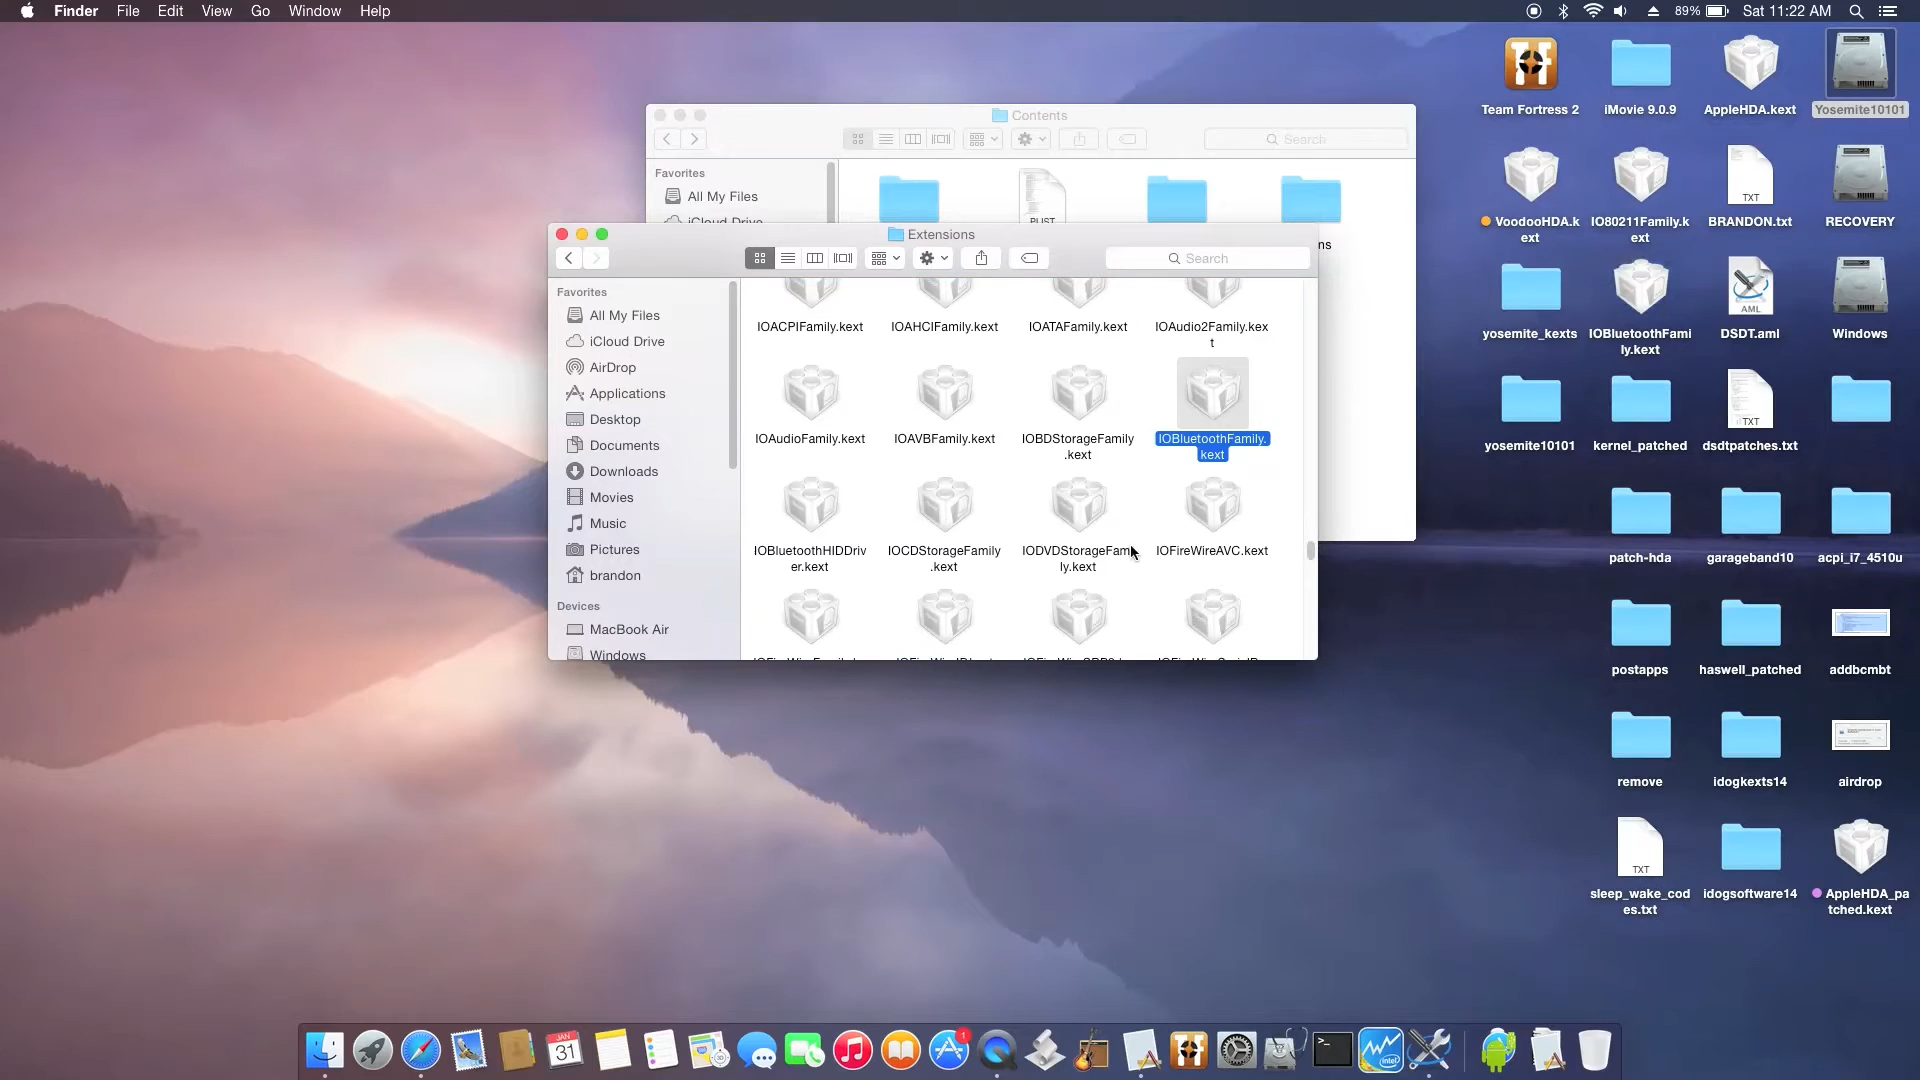 Finder File Edit View Go Window Help
89% Sat 11:22 AM
Contents
Search
Favorites
All My Files
PLIST
Extensions
Search
Favorites
All My Files
iCloud Drive
AirDrop
Applications
Desktop
Documents
Downloads
Movies
Music
Pictures
brandon
Devices
MacBook Air
Windows
IOACPIFamily.kext
IOAHCIFamily.kext
IOATAFamily.kext
IOAudio2Family.kex
t
IOAudioFamily.kext
IOAVBFamily.kext
IOBDStorageFamily
.kext
IOBluetoothFamily.
kext
IOBluetoothHIDDriv
er.kext
IOCDStorageFamily
.kext
IODVDStorageFami
ly.kext
IOFireWireAVC.kext
Team Fortress 2
iMovie 9.0.9
AppleHDA.kext
Yosemite10101
VoodooHDA.k
ext
IO80211Family.k
ext
TXT
BRANDON.txt
RECOVERY
yosemite_kexts
IOBluetoothFami
ly.kext
AML
DSDT.aml
Windows
yosemite10101
kernel_patched
TXT
dsdtpatches.txt
patch-hda
garageband10
acpi_i7_4510u
postapps
haswell_patched
addbcmbt
remove
idogkexts14
airdrop
TXT
sleep_wake_cod
es.txt
idogsoftware14
AppleHDA_pa
tched.kext
JAN
31
1
intel